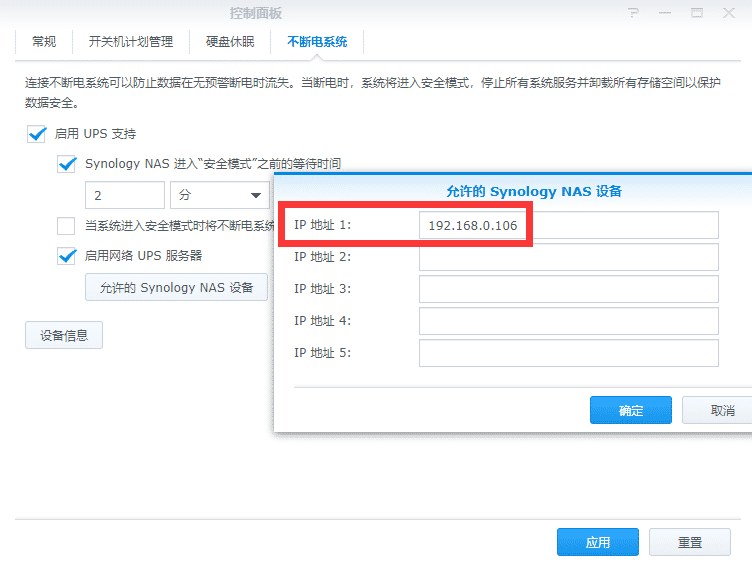 控制面板
常规 开关机计划管理 硬盘休眠 不断电系统
连接不断电系统可以防止数据在无预警断电时流失。当断电时，系统将进入安全模式，停止所有系统服务并卸载所有存储空间以保护
数据安全。
启用 UPS 支持
Synology NAS 进入“安全模式”之前的等待时间
2 分
当系统进入安全模式时将不断电系统
启用网络 UPS 服务器
允许的 Synology NAS 设备
设备信息
允许的 Synology NAS 设备
IP 地址 1: 192.168.0.106
IP 地址 2:
IP 地址 3:
IP 地址 4:
IP 地址 5:
确定 取消
应用 重置